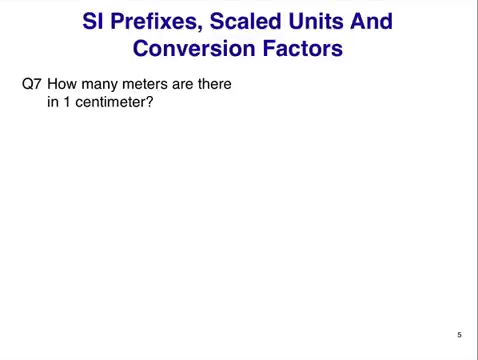 SI Prefixes, Scaled Units And
Conversion Factors
Q7 How many meters are there
in 1 centimeter?
5